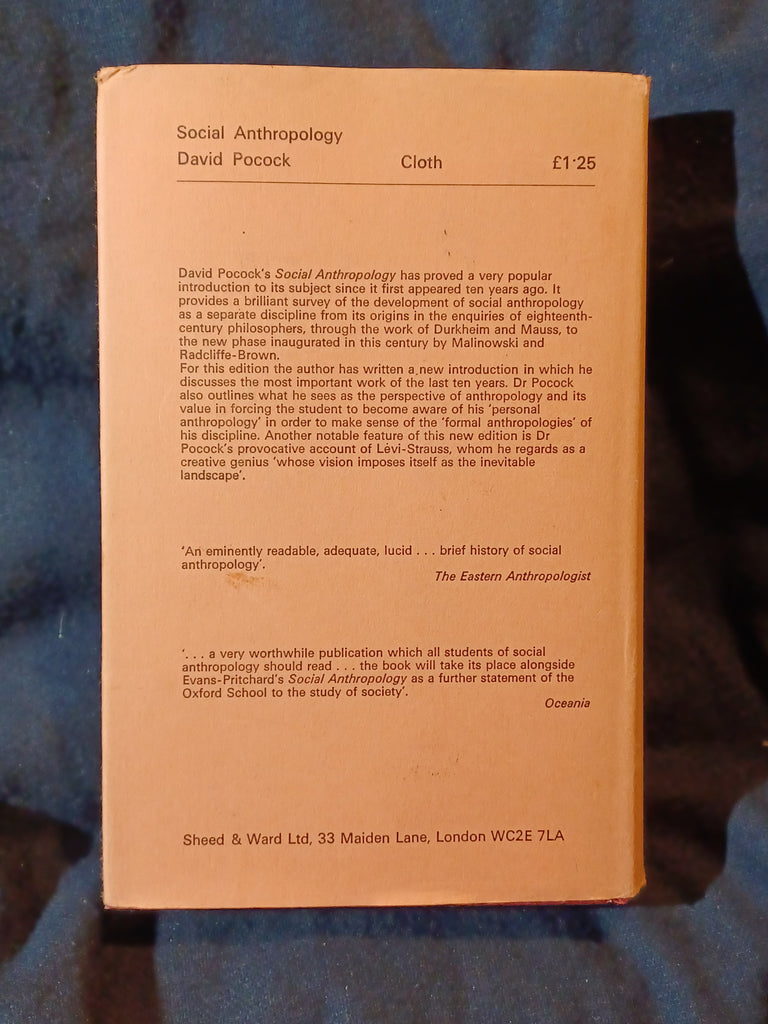 Social Anthropology
David Pocock Cloth £1·25
David Pocock's Social Anthropology has proved a very popular
introduction to its subject since it first appeared ten years ago. It
provides a brilliant survey of the development of social anthropology
as a separate discipline from its origins in the enquiries of eighteenth-
century philosophers, through the work of Durkheim and Mauss, to
the new phase inaugurated in this century by Malinowski and
Radcliffe-Brown.
For this edition the author has written a new introduction in which he
discusses the most important work of the last ten years. Dr Pocock
also outlines what he sees as the perspective of anthropology and its
value in forcing the student to become aware of his 'personal
anthropology' in order to make sense of the 'formal anthropologies' of
his discipline. Another notable feature of this new edition is Dr
Pocock's provocative account of Lévi-Strauss, whom he regards as a
creative genius 'whose vision imposes itself as the inevitable
landscape'.
'An eminently readable, adequate, lucid . . . brief history of social
anthropology'.
The Eastern Anthropologist
'. . . a very worthwhile publication which all students of social
anthropology should read . . . the book will take its place alongside
Evans-Pritchard's Social Anthropology as a further statement of the
Oxford School to the study of society'.
Oceania
Sheed & Ward Ltd, 33 Maiden Lane, London WC2E 7LA